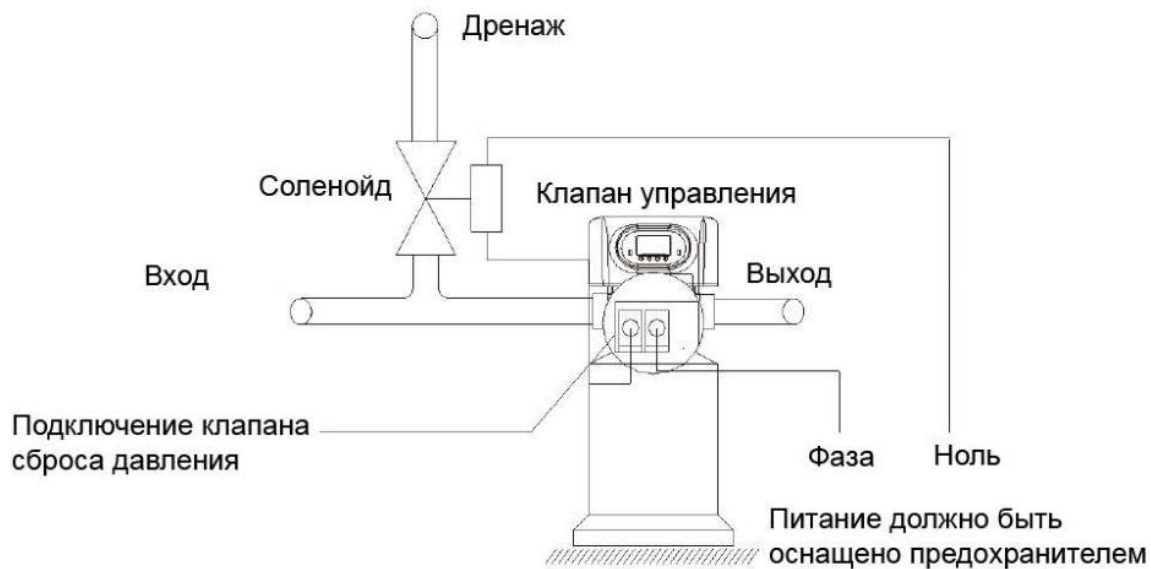 Дренаж
Соленойд
Клапан управления
Вход
Выход
Подключение клапана
сброса давления
Фаза
Ноль
Питание должно быть
оснащено предохранителем